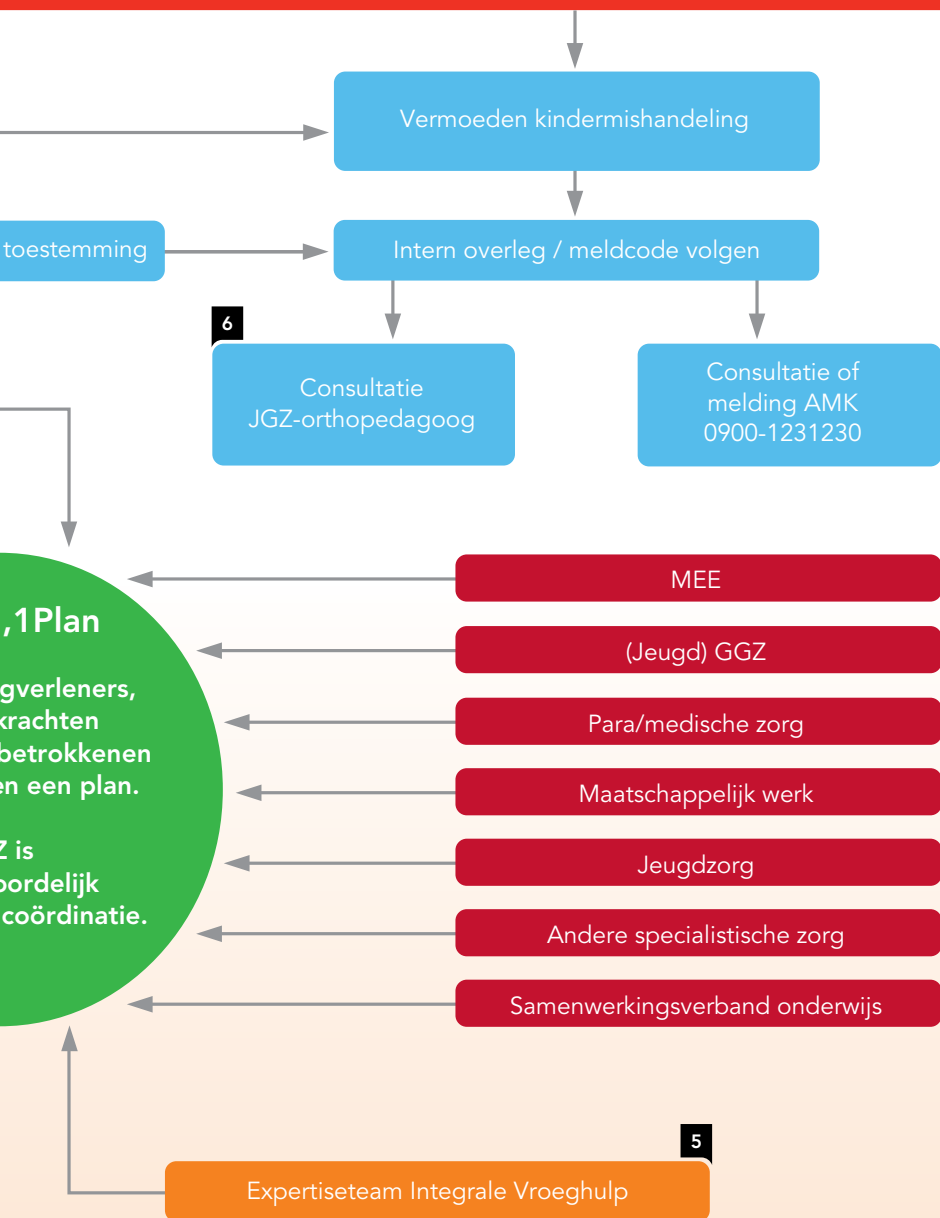 Vermoeden kindermishandeling
toestemming
Intern overleg / meldcode volgen
6
Consultatie
JGZ-orthopedagoog
Consultatie of
melding AMK
0900-1231230
,1Plan
gverleners,
krachten
betrokkenen
en een plan.
Z is
oordelijk
coördinatie.
MEE
(Jeugd) GGZ
Para/medische zorg
Maatschappelijk werk
Jeugdzorg
Andere specialistische zorg
Samenwerkingsverband onderwijs
5
Expertiseteam Integrale Vroeghulp